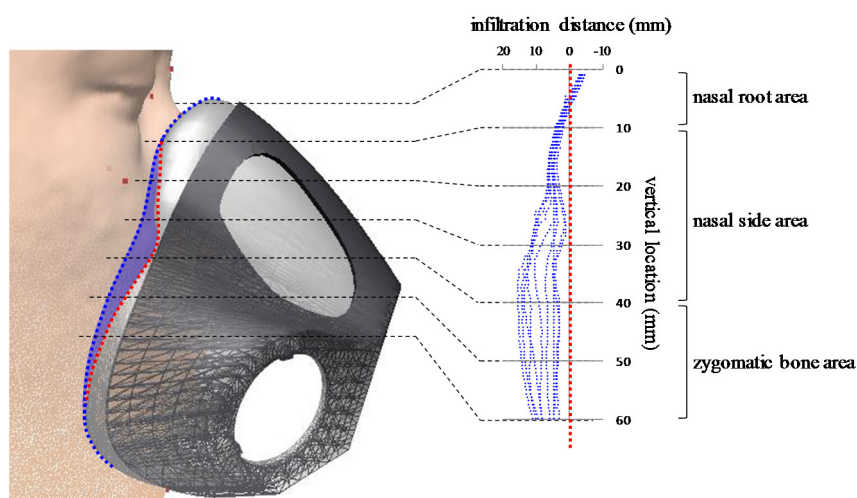 infiltration distance (mm)
20 10 0 -10
0
nasal root area
10
20
nasal side area
30
vertical location (mm)
40
50
zygomatic bone area
60